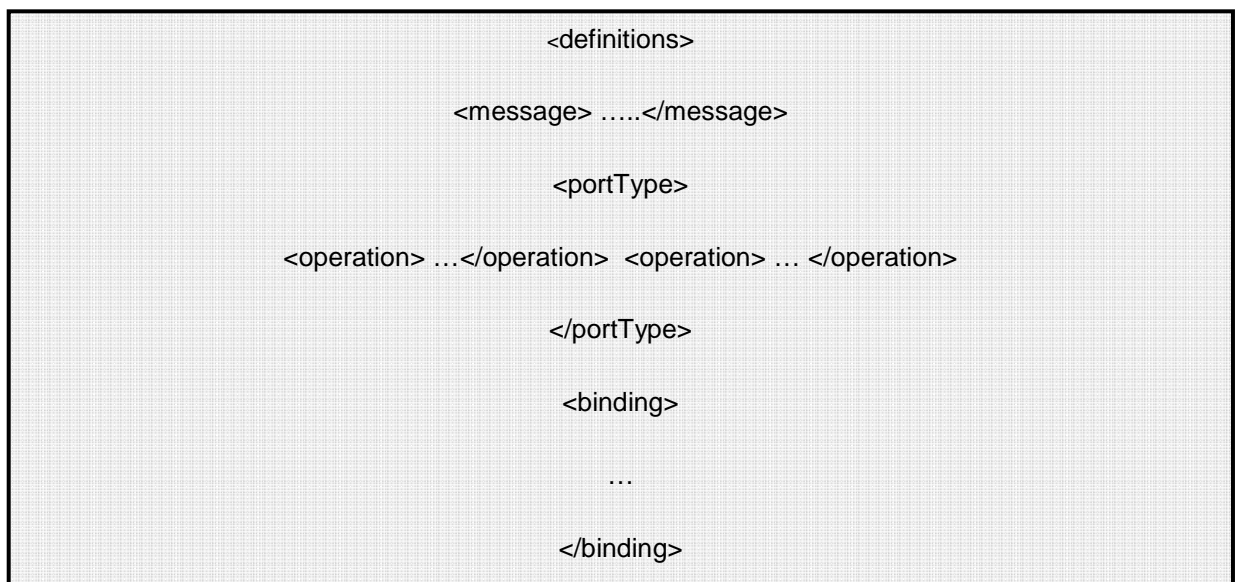 <definitions>
<message> …..</message>
<portType>
<operation> …</operation>  <operation> … </operation>
</portType>
<binding>
…
</binding>